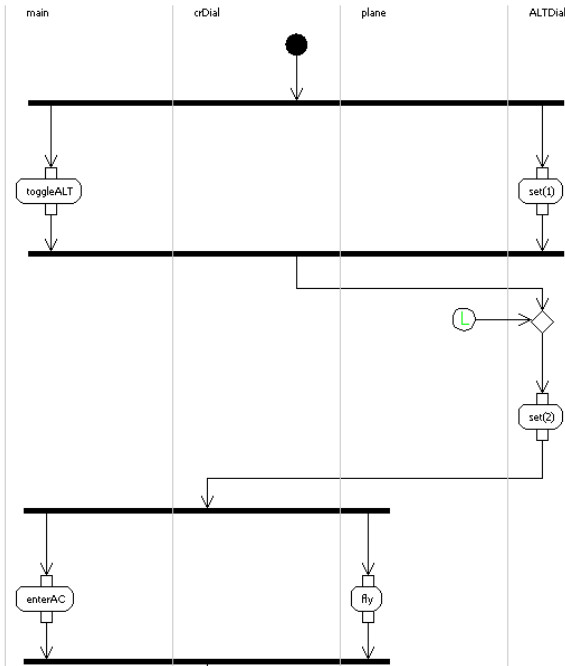 main
crDial
plane
ALTDial
toggleALT
set(1)
L
set(2)
enterAC
fly